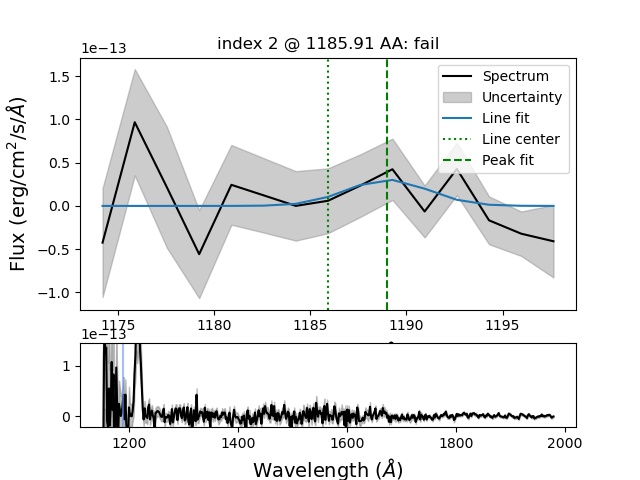 index 2 @ 1185.91 AA: fail
1e−13
Flux (erg/cm²/s/Å)
1.5
1.0
0.5
0.0
−0.5
−1.0
Spectrum
Uncertainty
Line fit
Line center
Peak fit
1175
1180
1185
1190
1195
1e−13
1
0
1200
1400
1600
1800
2000
Wavelength (Å)